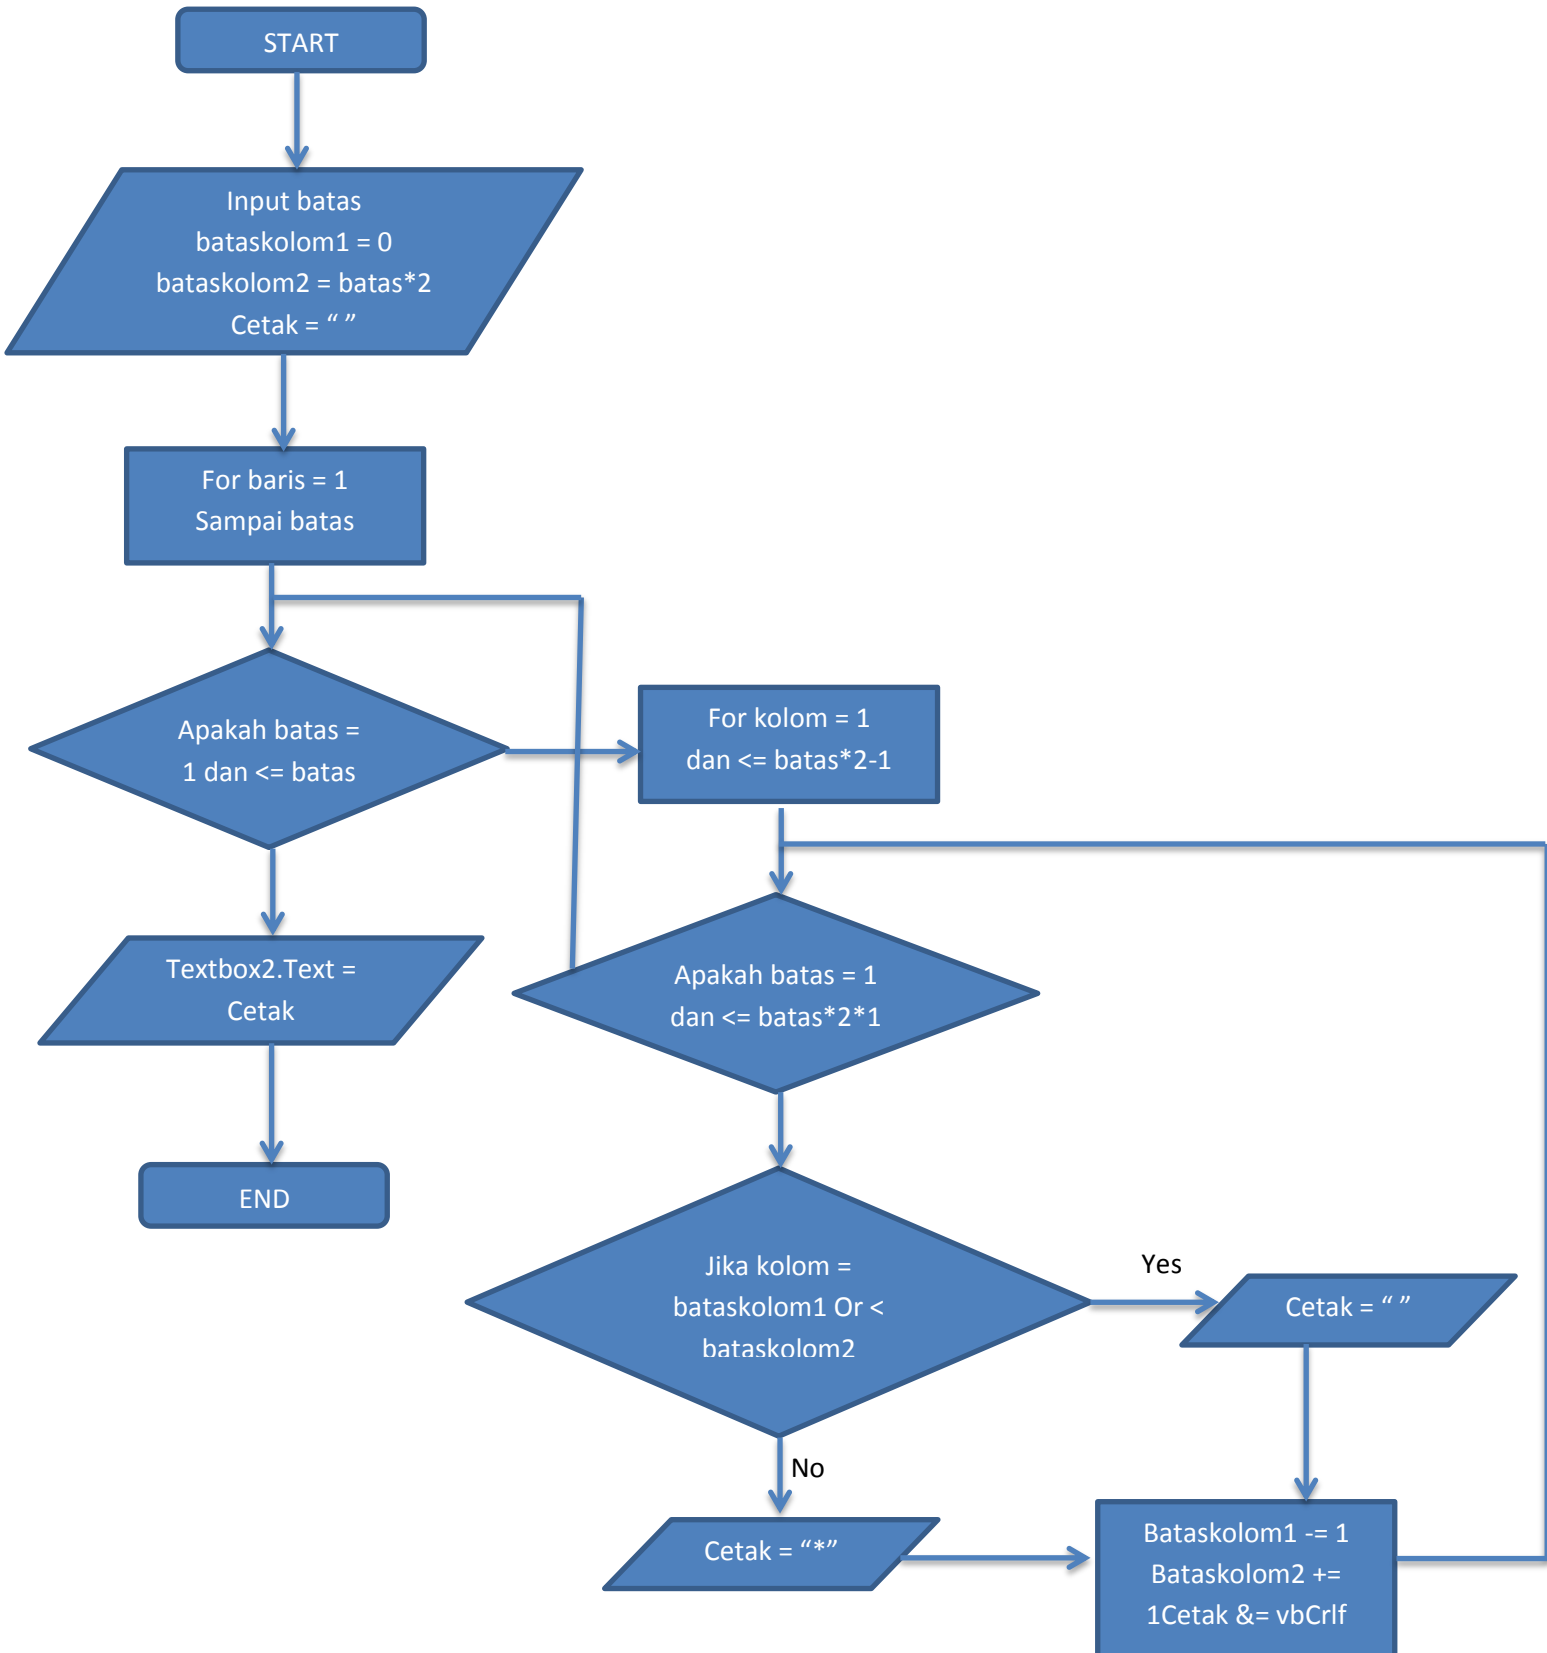 START
Input batas
bataskolom1 = 0
bataskolom2 = batas*2
Cetak = “ ”
For baris = 1
Sampai batas
Apakah batas =
1 dan <= batas
For kolom = 1
dan <= batas*2-1
Textbox2.Text =
Cetak
Apakah batas = 1
dan <= batas*2*1
END
Jika kolom =
bataskolom1 Or <
bataskolom2
Yes
Cetak = “ ”
No
Cetak = “*”
Bataskolom1 -= 1
Bataskolom2 +=
1Cetak &= vbCrlf